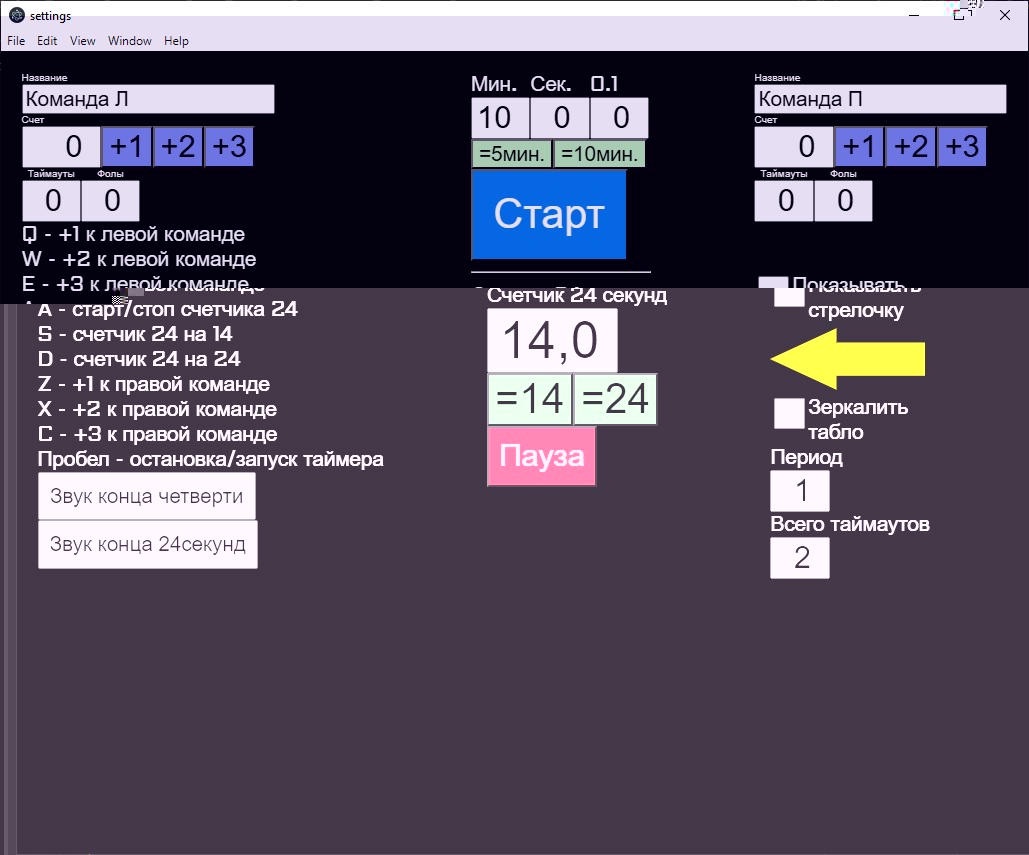 settings
File Edit View Window Help
Название
Команда Л
Счет
0 +1 +2 +3
Таймауты Фолы
0 0
Q - +1 к левой команде
W - +2 к левой команде
E - +3 к левой команде
A - старт/стоп счетчика 24
S - счетчик 24 на 14
D - счетчик 24 на 24
Z - +1 к правой команде
X - +2 к правой команде
C - +3 к правой команде
Пробел - остановка/запуск таймера
Звук конца четверти
Звук конца 24секунд
Мин. Сек. 0.1
10 0 0
=5мин. =10мин.
Старт
Счетчик 24 секунд
14,0
=14 =24
Пауза
Название
Команда П
Счет
0 +1 +2 +3
Таймауты Фолы
0 0
Показывать
стрелочку
Зеркалить
табло
Период
1
Всего таймаутов
2